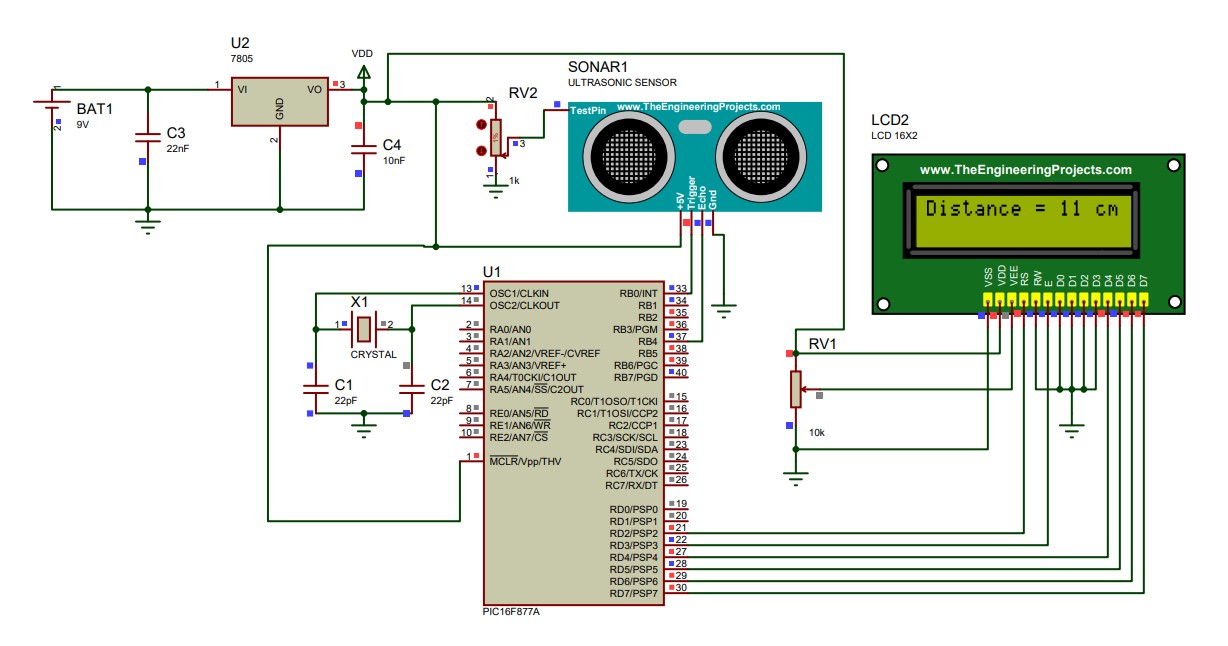 U2
7805
VDD
1
VI
VO
3
GND
2
1
2
BAT1
9V
C3
22nF
C4
10nF
RV2
2
1%
3
1
1k
SONAR1
ULTRASONIC SENSOR
www.TheEngineeringProjects.com
TestPin
+5V
Trigger
Echo
Gnd
LCD2
LCD 16X2
www.TheEngineeringProjects.com
Distance = 11 cm
VSS
VDD
VEE
RS
RW
E
D0
D1
D2
D3
D4
D5
D6
D7
U1
13 OSC1/CLKIN
14 OSC2/CLKOUT
2 RA0/AN0
3 RA1/AN1
4 RA2/AN2/VREF-/CVREF
5 RA3/AN3/VREF+
6 RA4/T0CKI/C1OUT
7 RA5/AN4/SS/C2OUT
8 RE0/AN5/RD
9 RE1/AN6/WR
10 RE2/AN7/CS
1 MCLR/Vpp/THV
RB0/INT 33
RB1 34
RB2 35
RB3/PGM 36
RB4 37
RB5 38
RB6/PGC 39
RB7/PGD 40
RC0/T1OSO/T1CKI 15
RC1/T1OSI/CCP2 16
RC2/CCP1 17
RC3/SCK/SCL 18
RC4/SDI/SDA 23
RC5/SDO 24
RC6/TX/CK 25
RC7/RX/DT 26
RD0/PSP0 19
RD1/PSP1 20
RD2/PSP2 21
RD3/PSP3 22
RD4/PSP4 27
RD5/PSP5 28
RD6/PSP6 29
RD7/PSP7 30
PIC16F877A
X1
1
2
CRYSTAL
C1
22pF
C2
22pF
RV1
10k